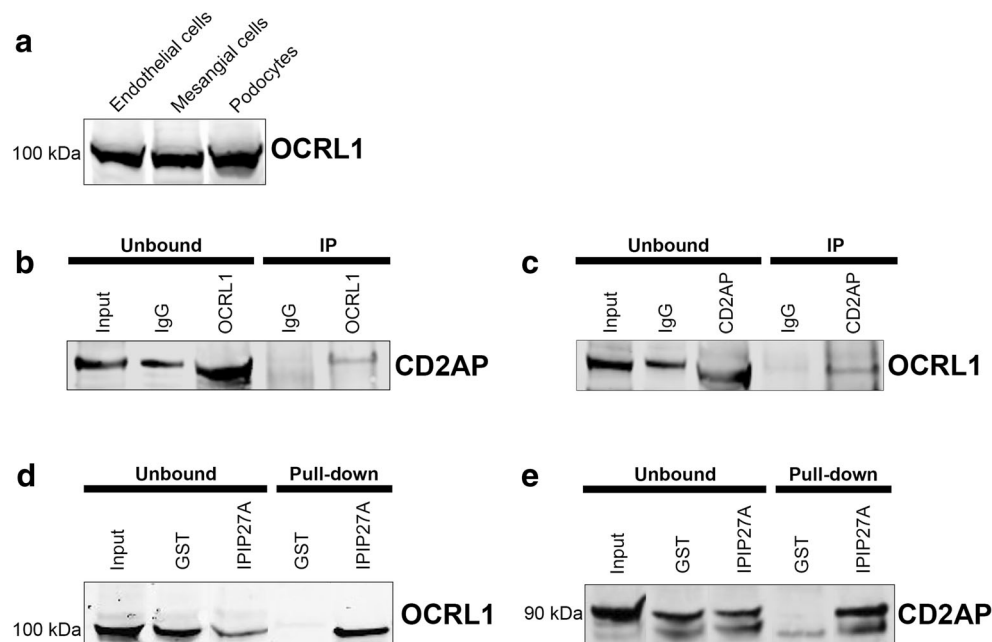 a
Endothelial cells
Mesangial cells
Podocytes
100 kDa
OCRL1
b
Unbound
IP
Input
IgG
OCRL1
IgG
OCRL1
CD2AP
c
Unbound
IP
Input
IgG
CD2AP
IgG
CD2AP
OCRL1
d
Unbound
Pull-down
Input
GST
IPIP27A
GST
IPIP27A
100 kDa
OCRL1
e
Unbound
Pull-down
Input
GST
IPIP27A
GST
IPIP27A
90 kDa
CD2AP